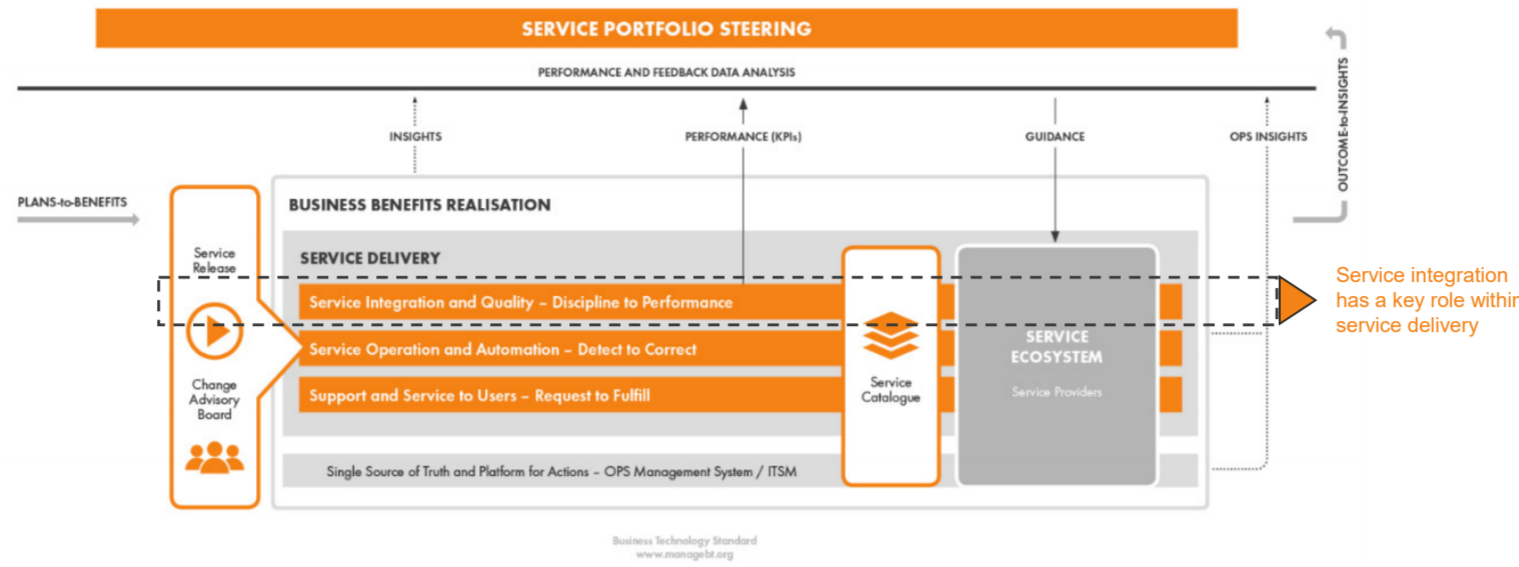 SERVICE PORTFOLIO STEERING
PERFORMANCE AND FEEDBACK DATA ANALYSIS
INSIGHTS
PERFORMANCE (KPIs)
GUIDANCE
OPS INSIGHTS
OUTCOME-to-INSIGHTS
PLANS-to-BENEFITS
BUSINESS BENEFITS REALISATION
Service
Release
Change
Advisory
Board
SERVICE DELIVERY
Service Integration and Quality – Discipline to Performance
Service Operation and Automation – Detect to Correct
Support and Service to Users – Request to Fulfill
Service
Catalogue
SERVICE
ECOSYSTEM
Service Providers
Single Source of Truth and Platform for Actions – OPS Management System / ITSM
Service integration
has a key role within
service delivery
Business Technology Standard
www.managebt.org